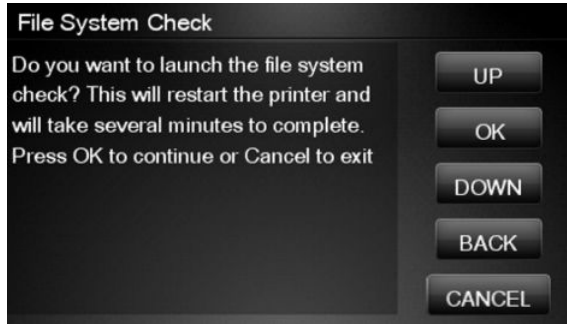 File System Check
Do you want to launch the file system
check? This will restart the printer and
will take several minutes to complete.
Press OK to continue or Cancel to exit
UP
OK
DOWN
BACK
CANCEL